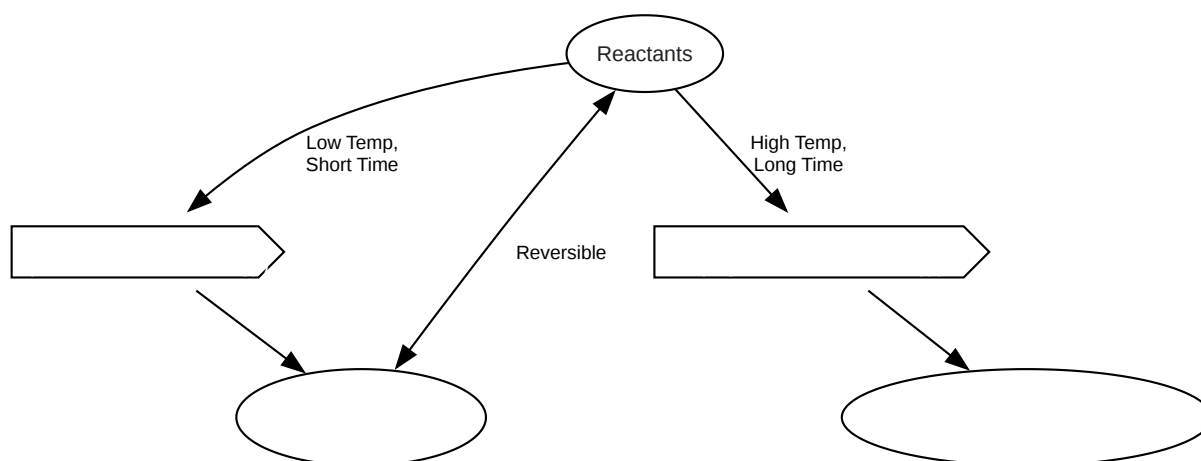 Reactants
Low Temp,
Short Time
High Temp,
Long Time
Reversible